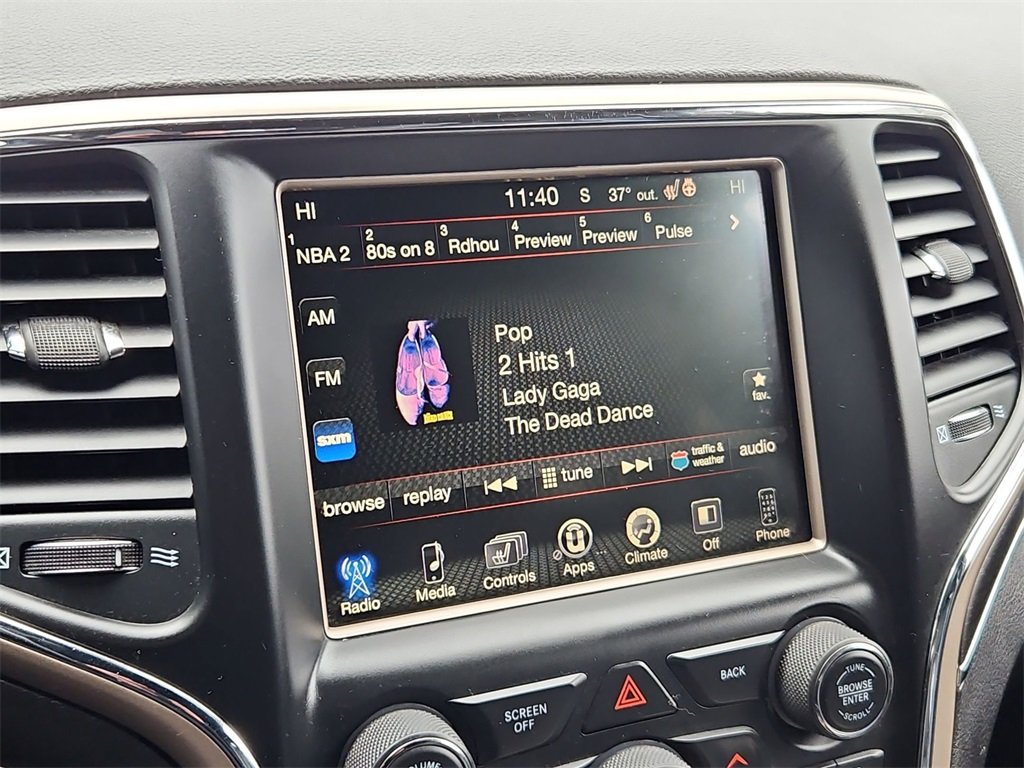 HI 11:40 S 37° out. HI
1 NBA 2 2 80s on 8 3 Rdhou 4 Preview 5 Preview 6 Pulse
AM
FM
sxm
Pop
2 Hits 1
Lady Gaga
The Dead Dance
fav.
browse replay tune traffic & weather audio
Radio Media Controls Apps Climate Off Phone
SCREEN
OFF
BACK
TUNE
BROWSE
ENTER
SCROLL
VOLUME